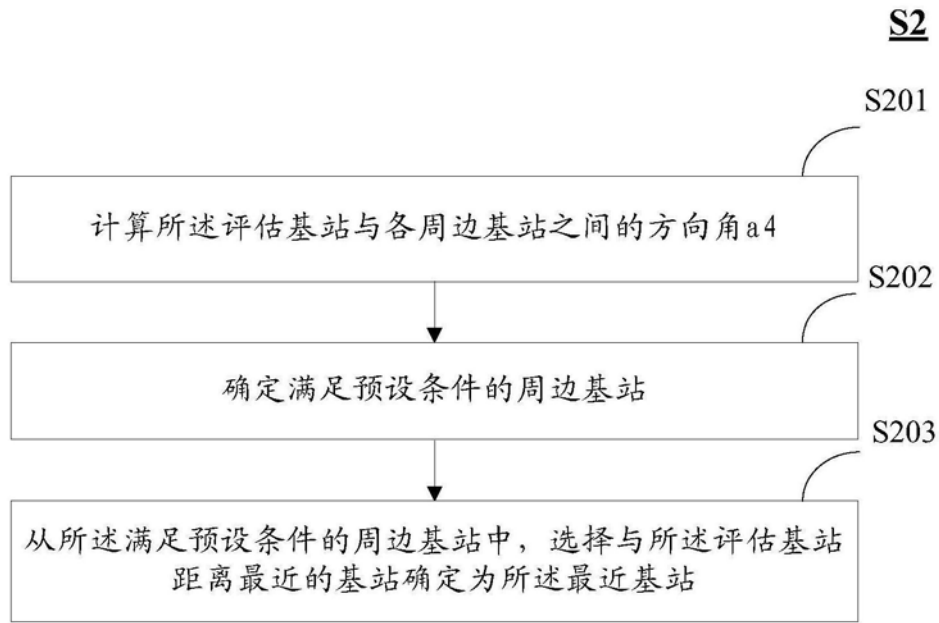 S2
S201
计算所述评估基站与各周边基站之间的方向角a4
S202
确定满足预设条件的周边基站
S203
从所述满足预设条件的周边基站中，选择与所述评估基站
距离最近的基站确定为所述最近基站